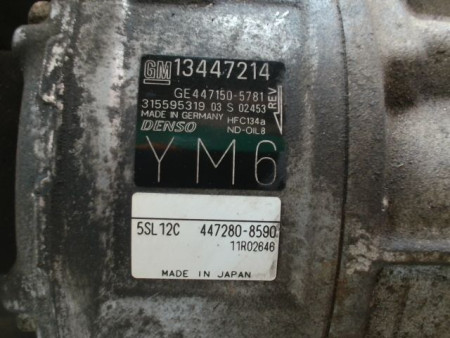 GM 13447214
GE447150-5781
315595319 03 S 02453
MADE IN GERMANY HFC134a
DENSO ND-OIL8
REV
YM6
5SL12C 447280-8590
11R02646
MADE IN JAPAN